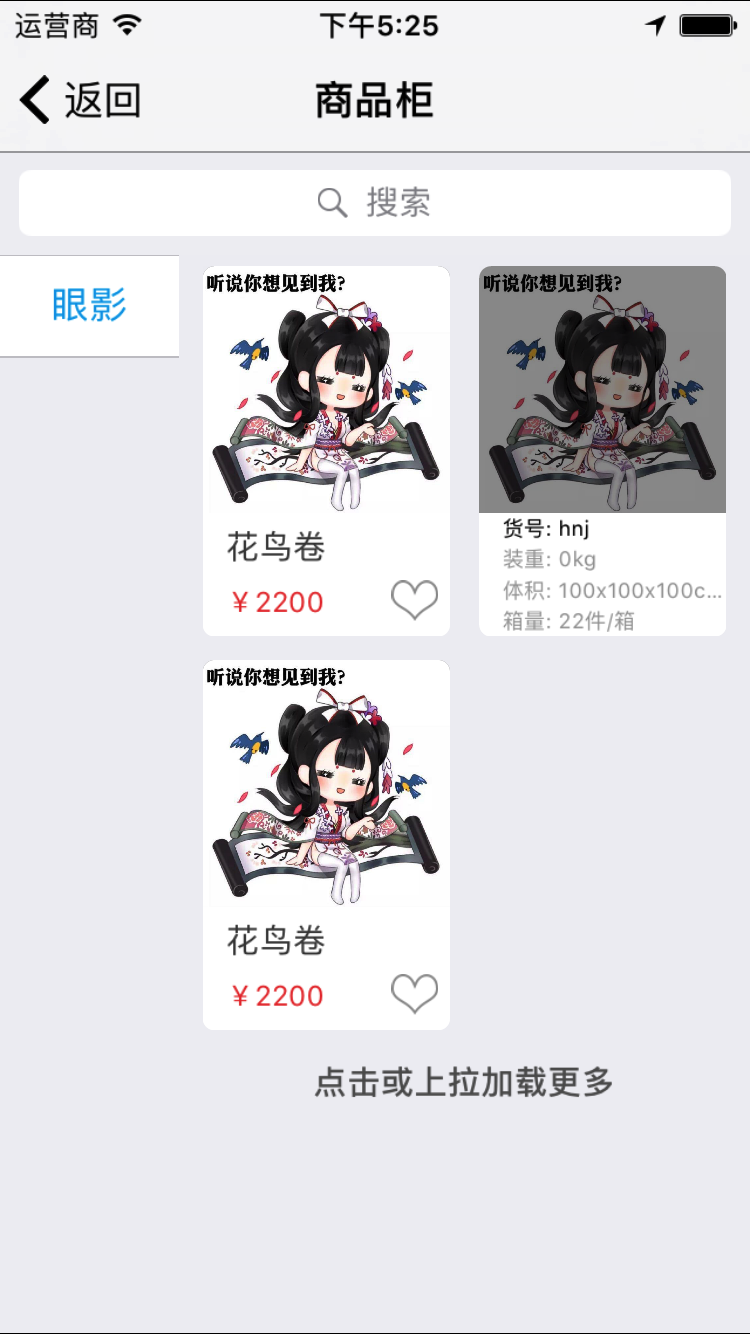 运营商
下午5:25
返回
商品柜
搜索
眼影
听说你想见到我?
花鸟卷
¥ 2200
听说你想见到我?
货号: hnj
装重: 0kg
体积: 100x100x100c...
箱量: 22件/箱
听说你想见到我?
花鸟卷
¥ 2200
点击或上拉加载更多